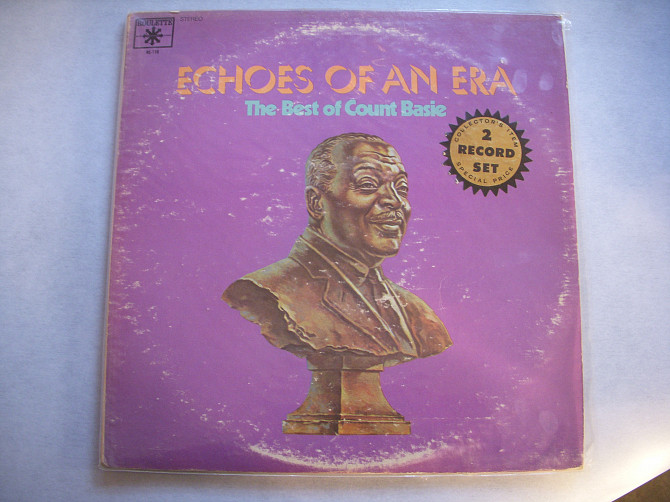 ROULETTE
STEREO
ECHOES OF AN ERA
The Best of Count Basie
COLLECTOR'S ITEM
2
RECORD
SET
SPECIAL PRICE